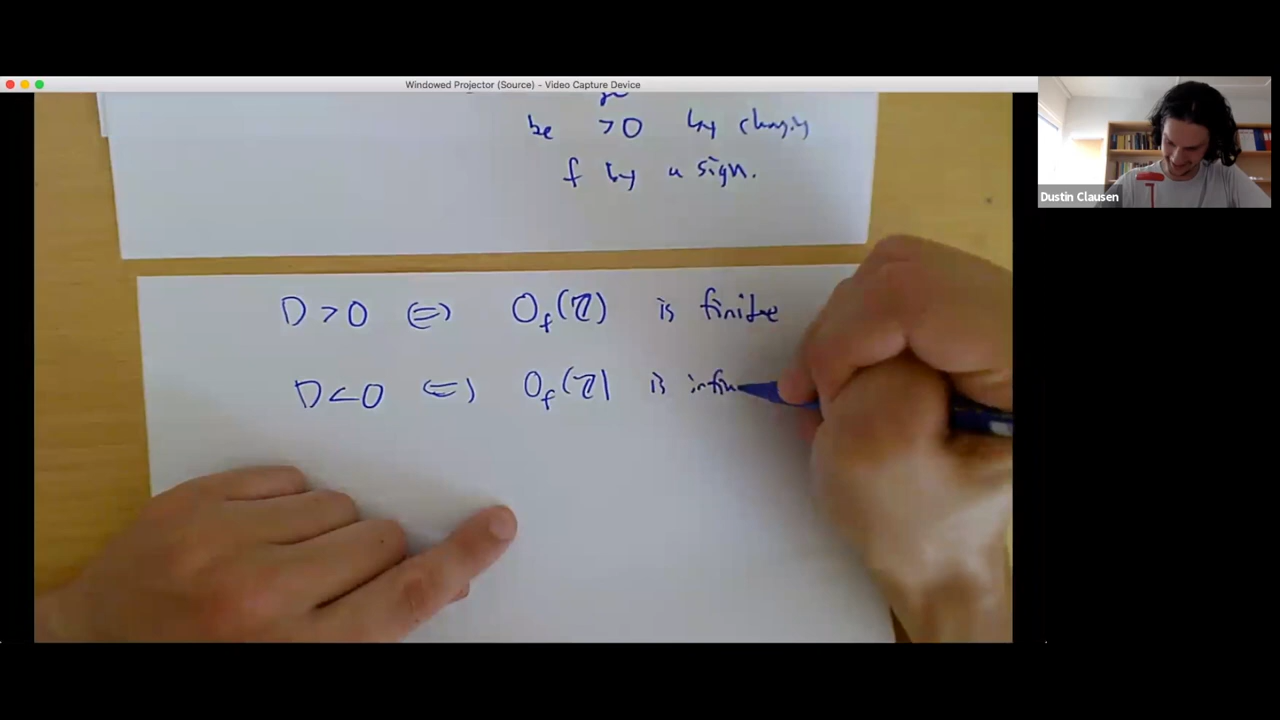 Windowed Projector (Source) - Video Capture Device
be >0 by changing
f by a sign.
Dustin Clausen
D > 0 ⇔ O_f(ℤ) is finite
D < 0 ⇔ O_f(ℤ) is infin